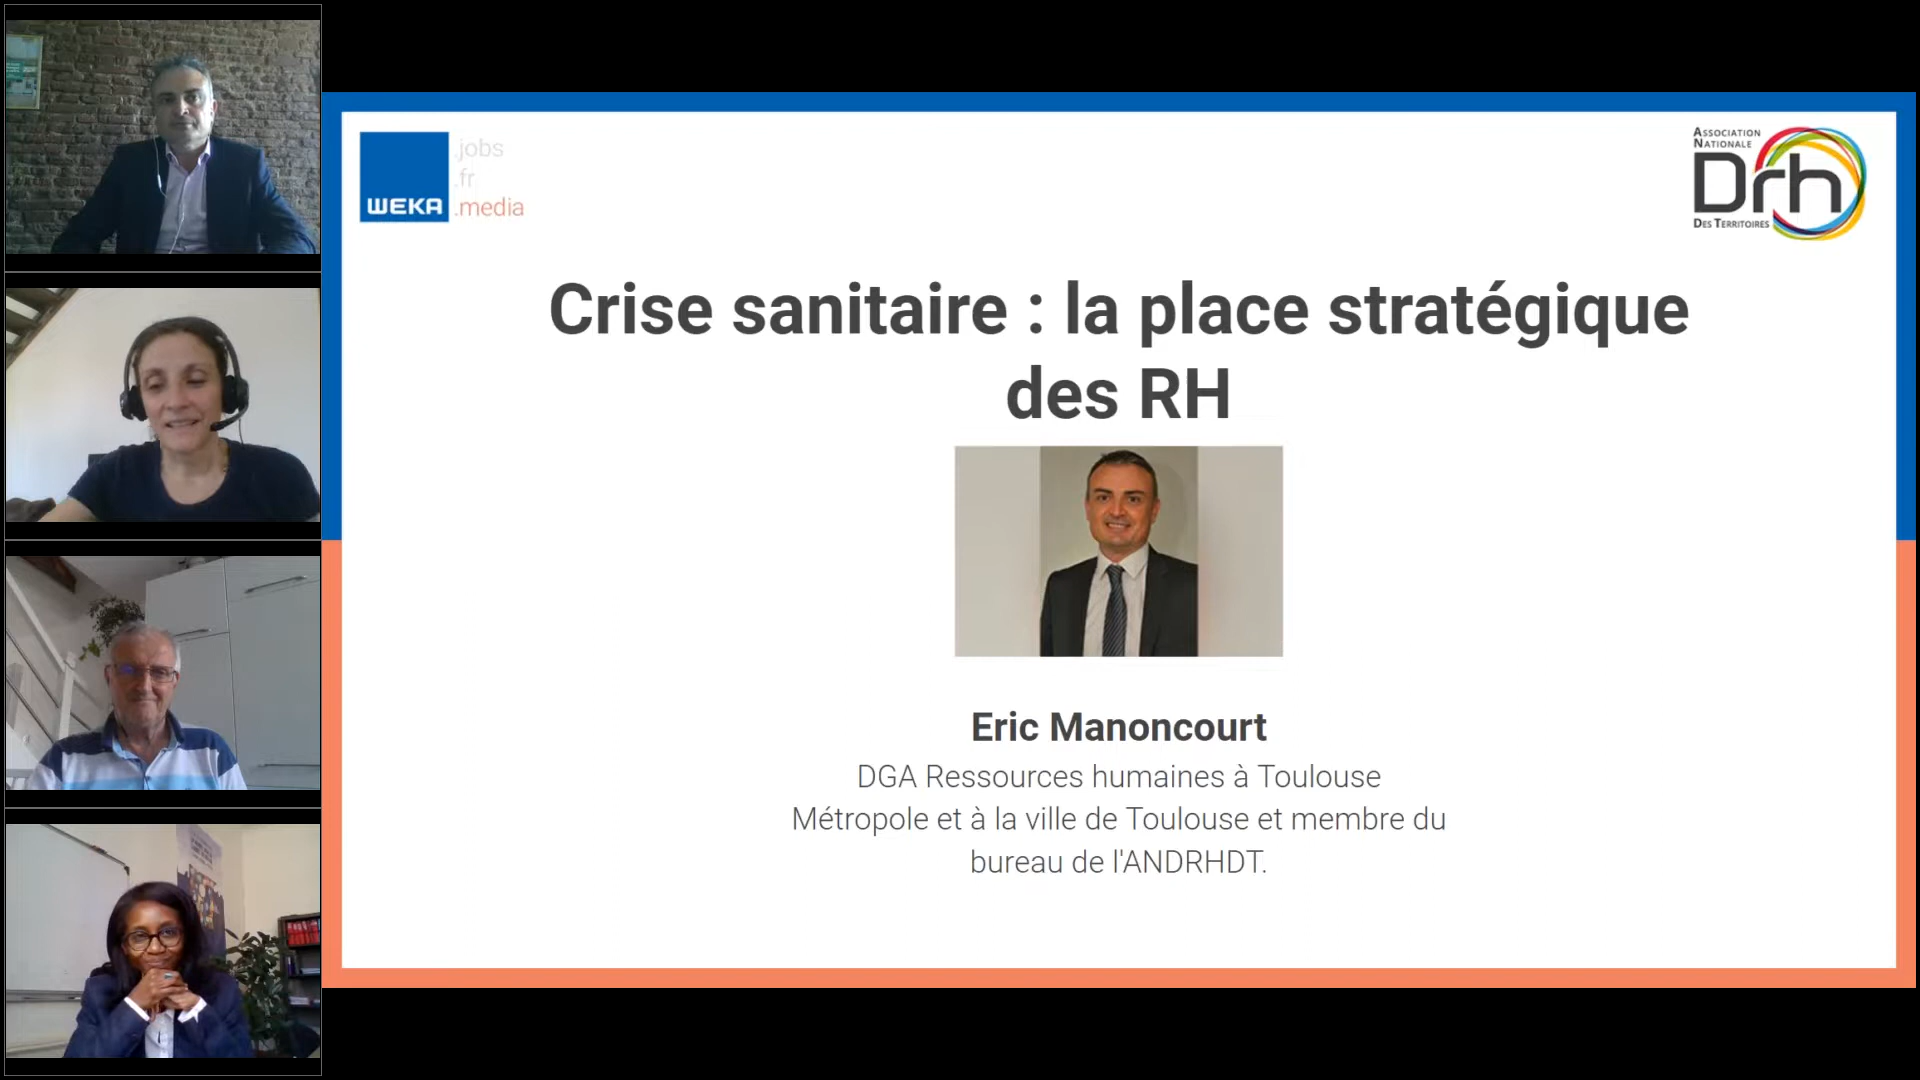 .jobs
.fr
WEKA .media
ASSOCIATION
NATIONALE
Drh
DES TERRITOIRES
Crise sanitaire : la place stratégique
des RH
Eric Manoncourt
DGA Ressources humaines à Toulouse
Métropole et à la ville de Toulouse et membre du
bureau de l'ANDRHDT.